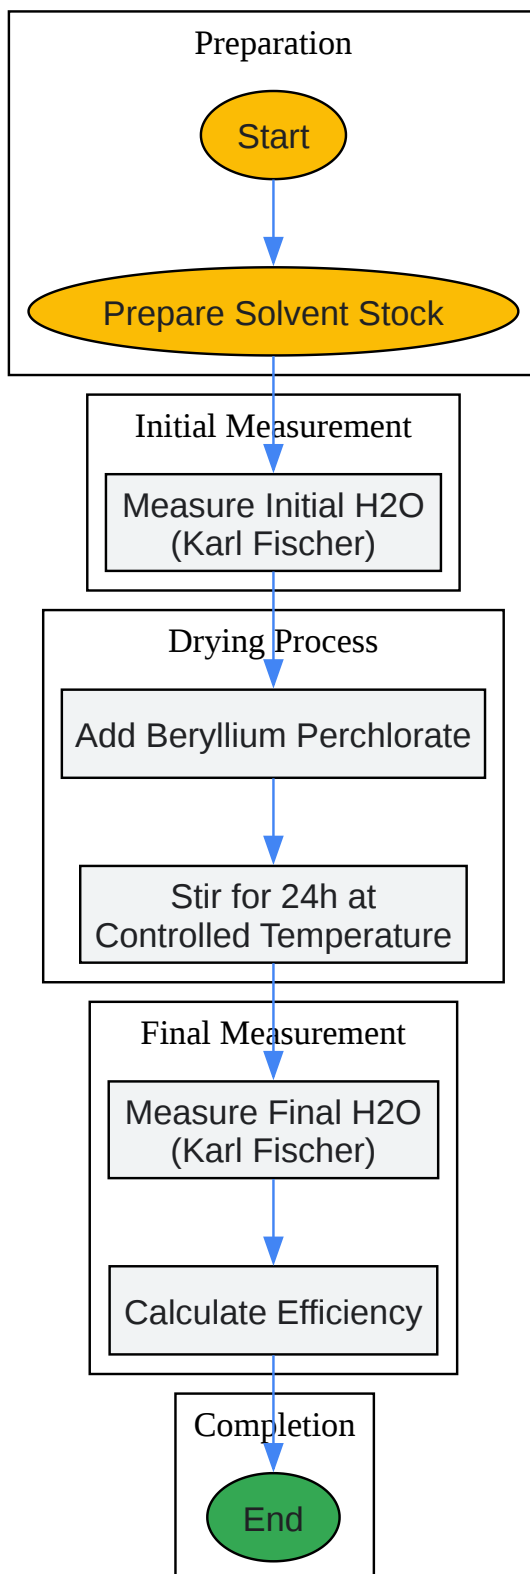 Preparation
Start
Prepare Solvent Stock
Initial Measurement
Measure Initial H2O
(Karl Fischer)
Drying Process
Add Beryllium Perchlorate
Stir for 24h at
Controlled Temperature
Final Measurement
Measure Final H2O
(Karl Fischer)
Calculate Efficiency
Completion
End